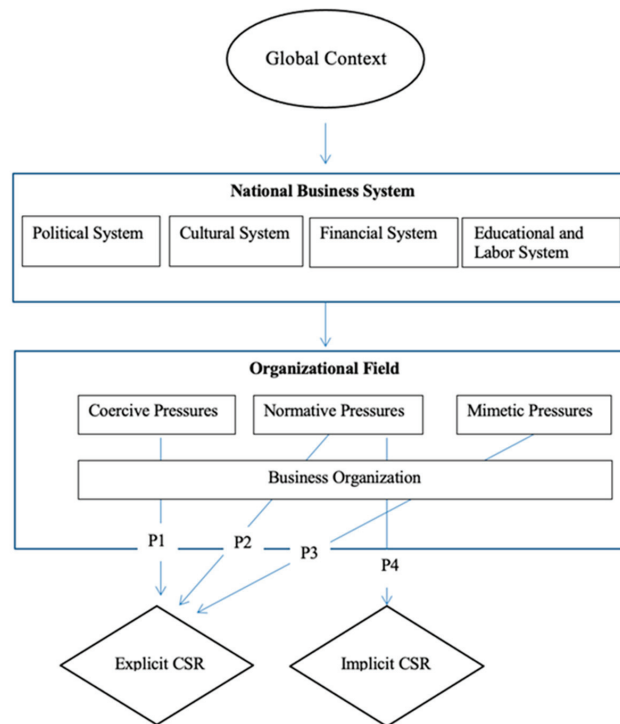 Global Context
National Business System
Political System
Cultural System
Financial System
Educational and
Labor System
Organizational Field
Coercive Pressures
Normative Pressures
Mimetic Pressures
Business Organization
P1
P2
P3
P4
Explicit CSR
Implicit CSR